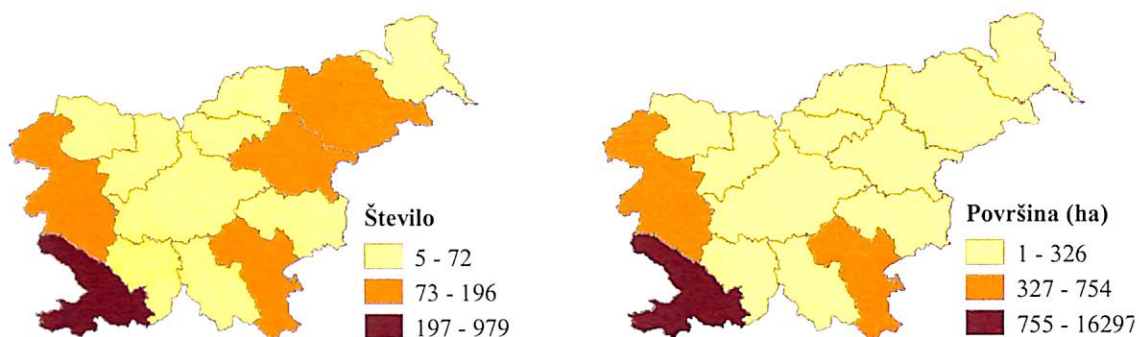 Število
5 - 72
73 - 196
197 - 979
Površina (ha)
1 - 326
327 - 754
755 - 16297